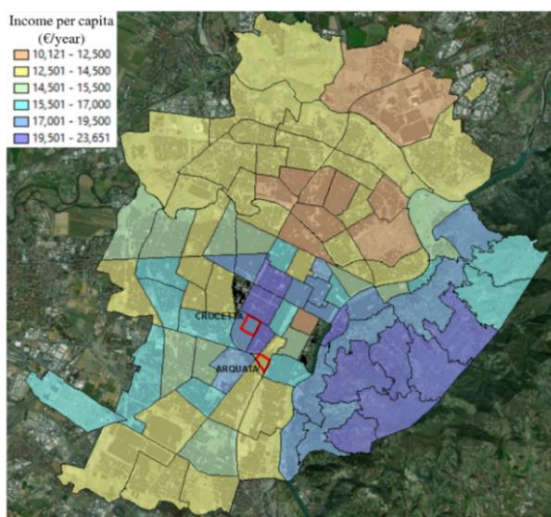 Income per capita
(€/year)
10,121 - 12,500
12,501 - 14,500
14,501 - 15,500
15,501 - 17,000
17,001 - 19,500
19,501 - 23,651
CROCETTA
ARQUATA